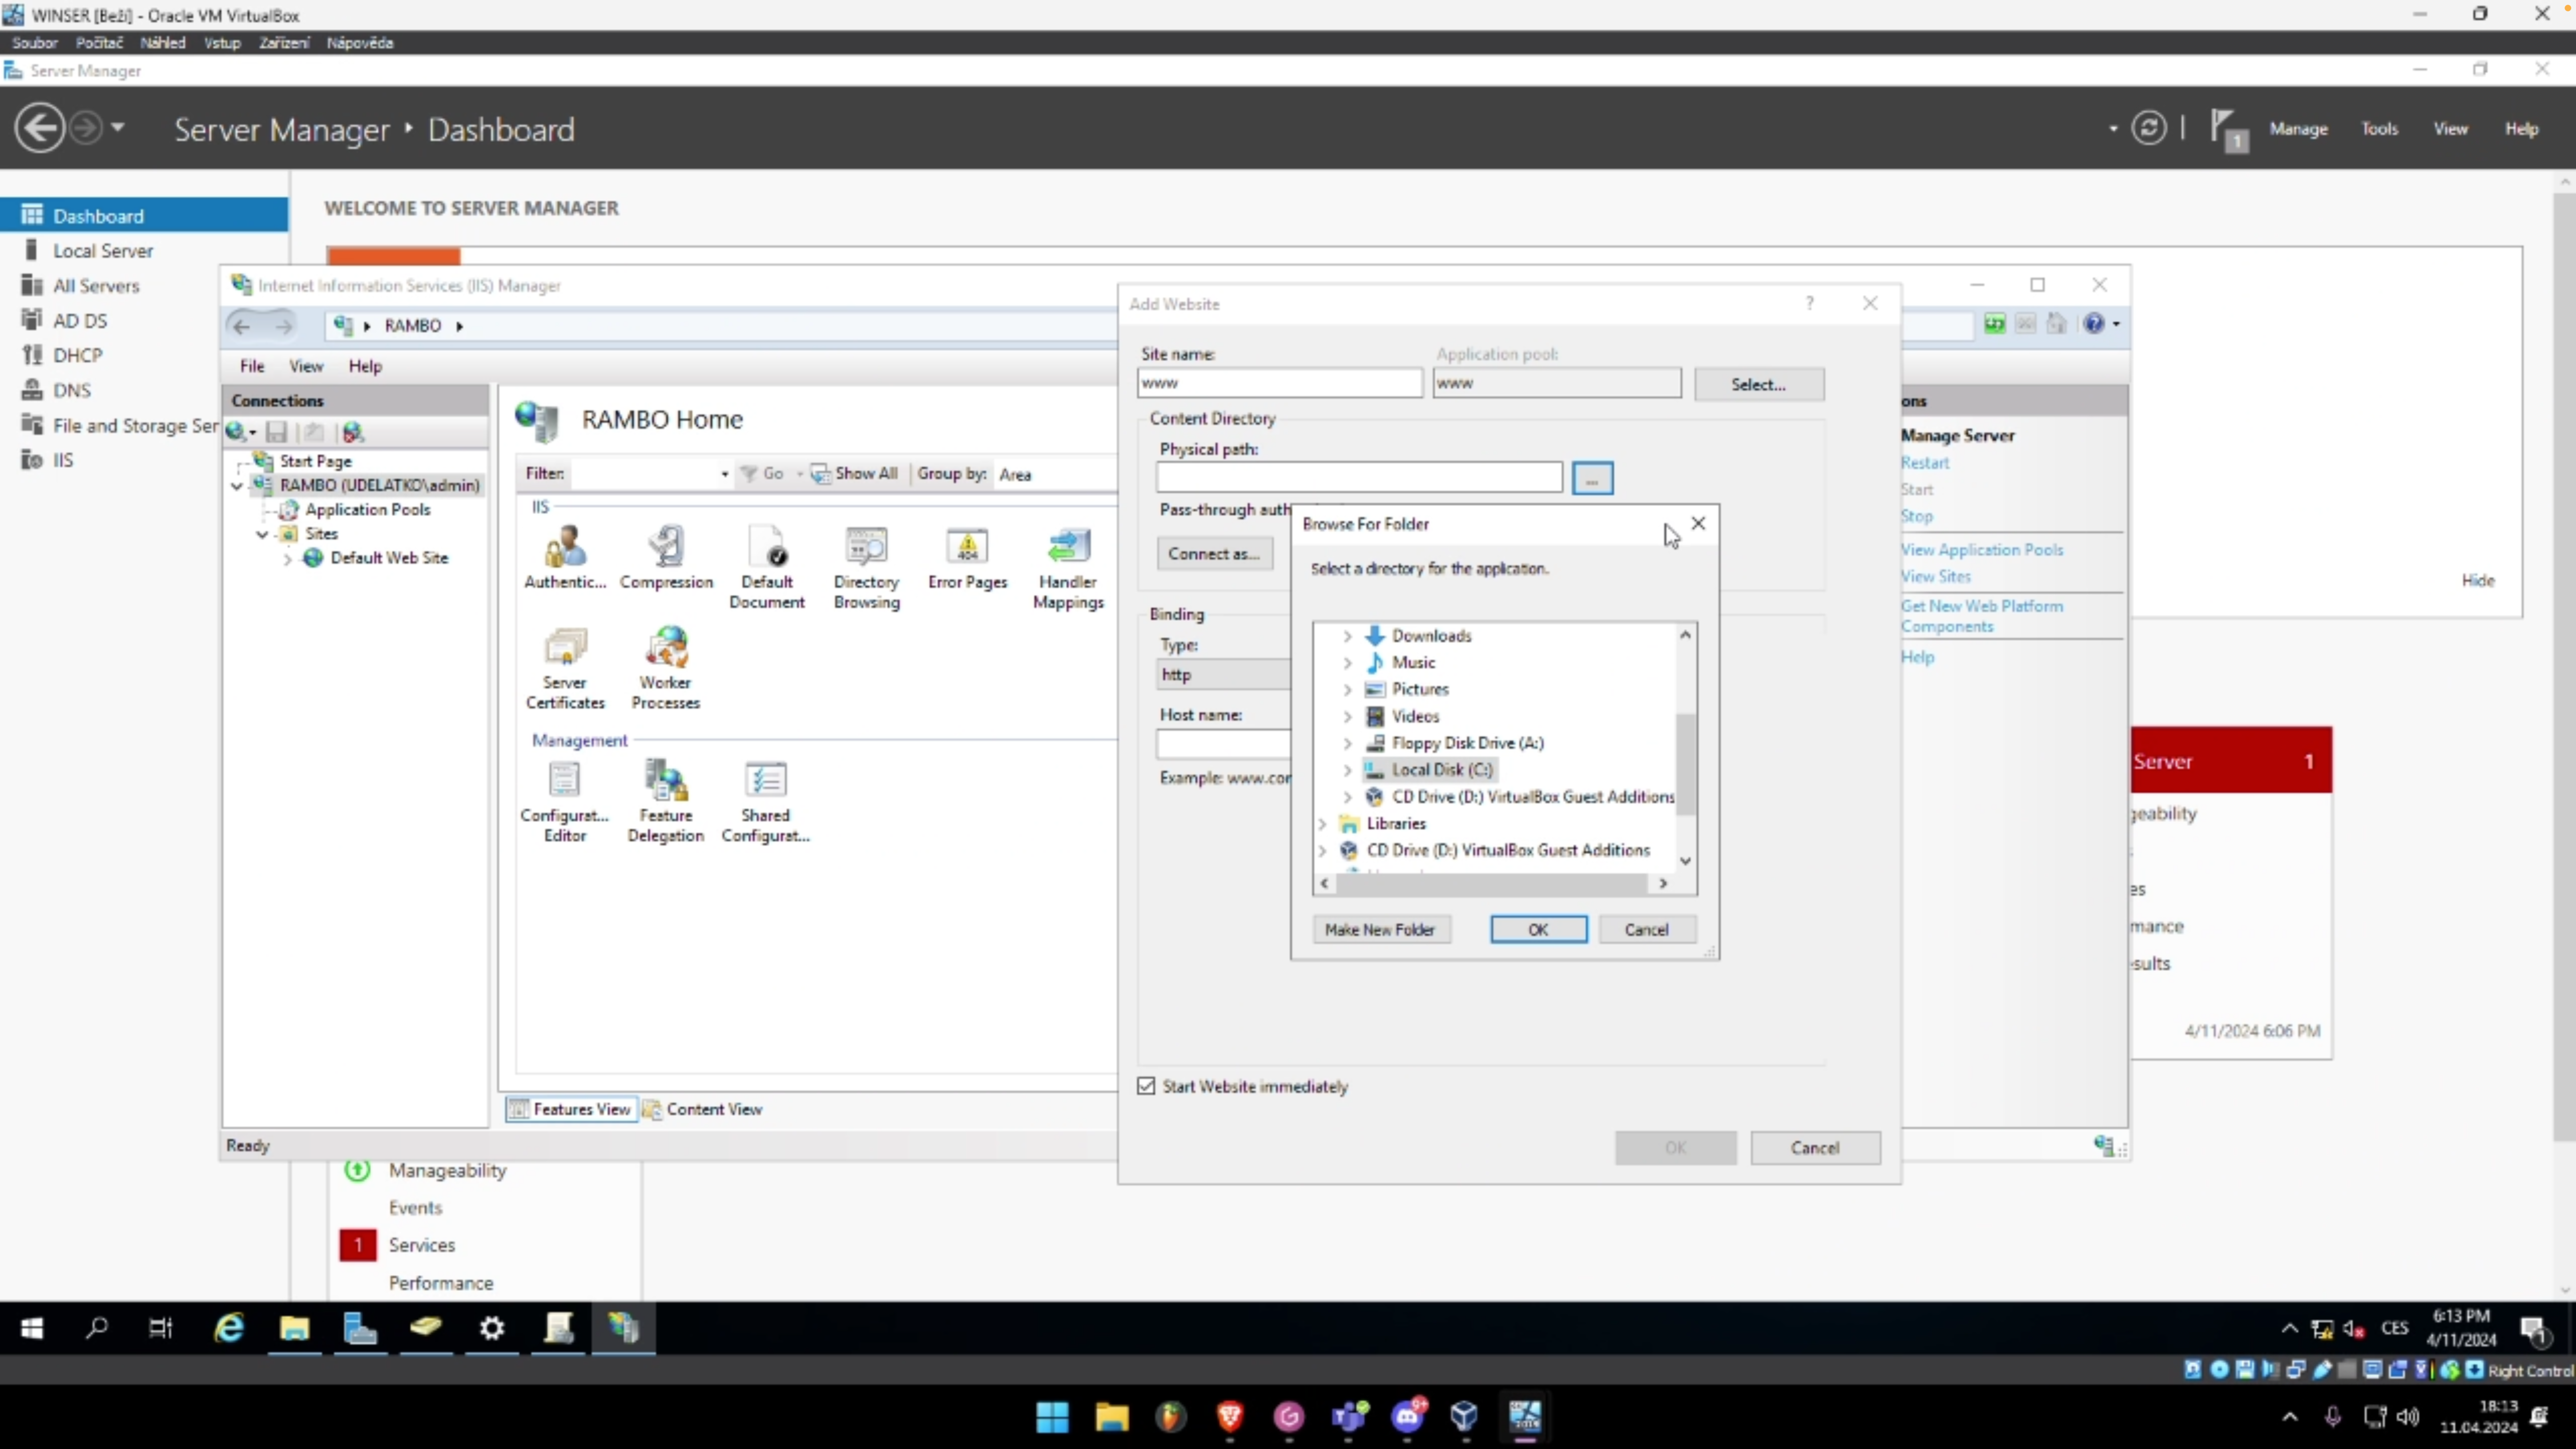 WINSER [Beží] - Oracle VM VirtualBox
Soubor Počítač Náhled Vstup Zařízení Nápověda
Server Manager
Server Manager ‣ Dashboard
1
Manage Tools View Help
Dashboard
Local Server
All Servers
AD DS
DHCP
DNS
File and Storage Ser
IIS
WELCOME TO SERVER MANAGER
Hide
Internet Information Services (IIS) Manager
RAMBO
File View Help
Connections
Start Page
RAMBO (UDELATKO\admin)
Application Pools
Sites
Default Web Site
RAMBO Home
Filter: Go Show All Group by: Area
IIS
Authentic...
Compression
Default Document
Directory Browsing
Error Pages
404
Handler Mappings
Server Certificates
Worker Processes
Management
Configurat... Editor
Feature Delegation
Shared Configurat...
Features View Content View
Ready
Add Website
?
Site name: Application pool:
www www Select...
Content Directory
Physical path:
...
Pass-through auth
Connect as...
Binding
Type:
http
Host name:
Example: www.con
Start Website immediately
OK Cancel
Browse For Folder
Select a directory for the application.
Downloads
Music
Pictures
Videos
Floppy Disk Drive (A:)
Local Disk (C:)
CD Drive (D:) VirtualBox Guest Additions
Libraries
CD Drive (D:) VirtualBox Guest Additions
Make New Folder OK Cancel
ons
Manage Server
Restart
Start
Stop
View Application Pools
View Sites
Get New Web Platform
Components
Help
Server 1
geability
es
mance
sults
4/11/2024 6:06 PM
Manageability
Events
1 Services
Performance
CES
6:13 PM
4/11/2024
1
Right Control
9+
18:13
11.04.2024